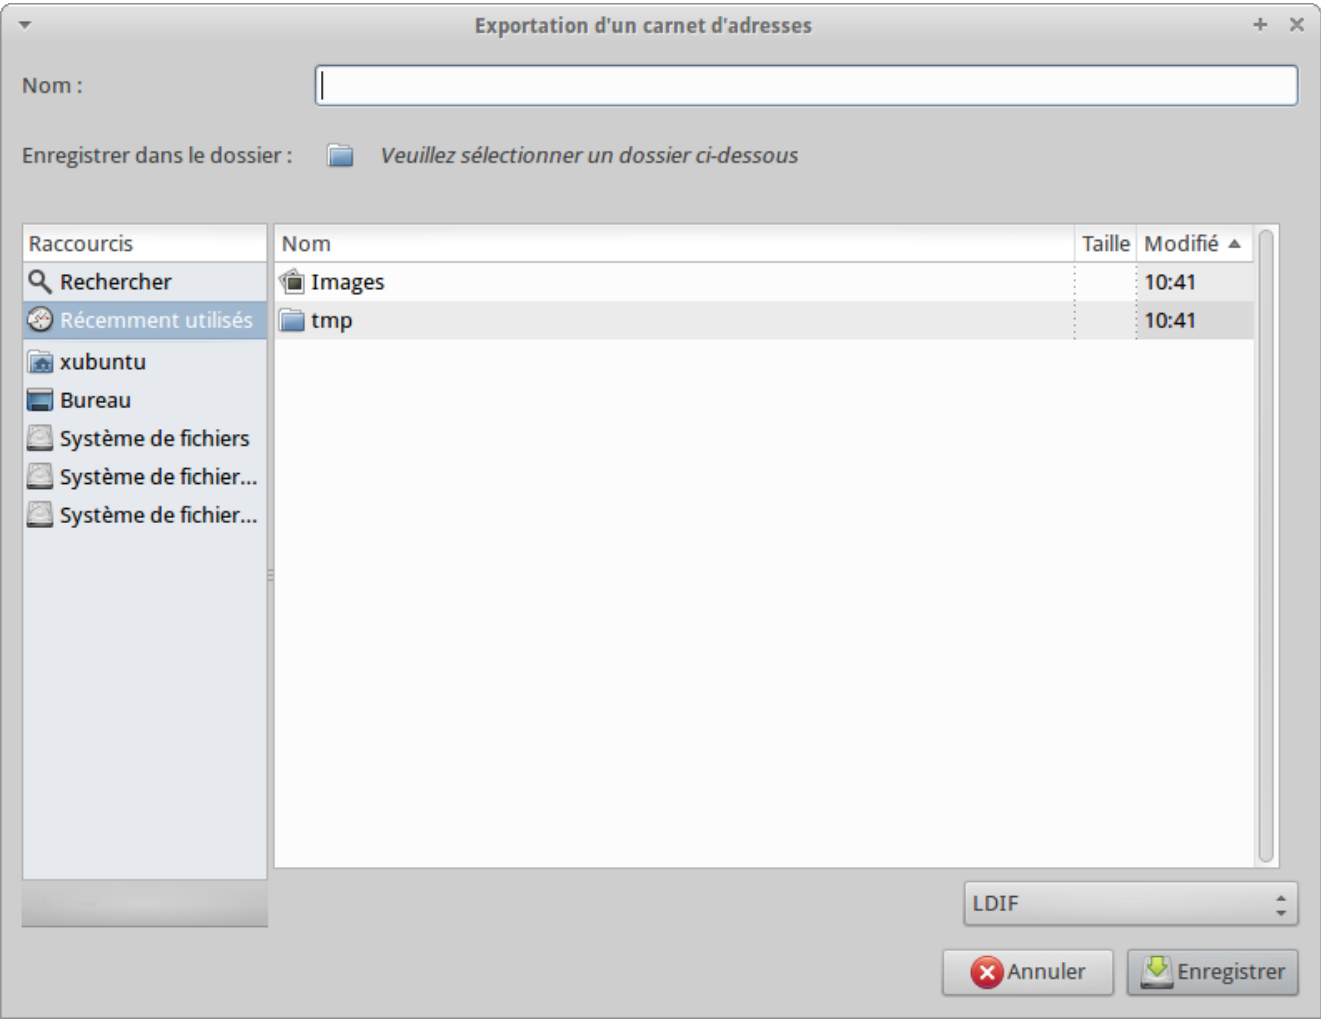 Exportation d'un carnet d'adresses
Nom :
Enregistrer dans le dossier : Veuillez sélectionner un dossier ci-dessous
Raccourcis Nom Taille Modifié
Rechercher Images 10:41
Récemment utilisés tmp 10:41
xubuntu
Bureau
Système de fichiers
Système de fichier...
Système de fichier...
LDIF
Annuler Enregistrer